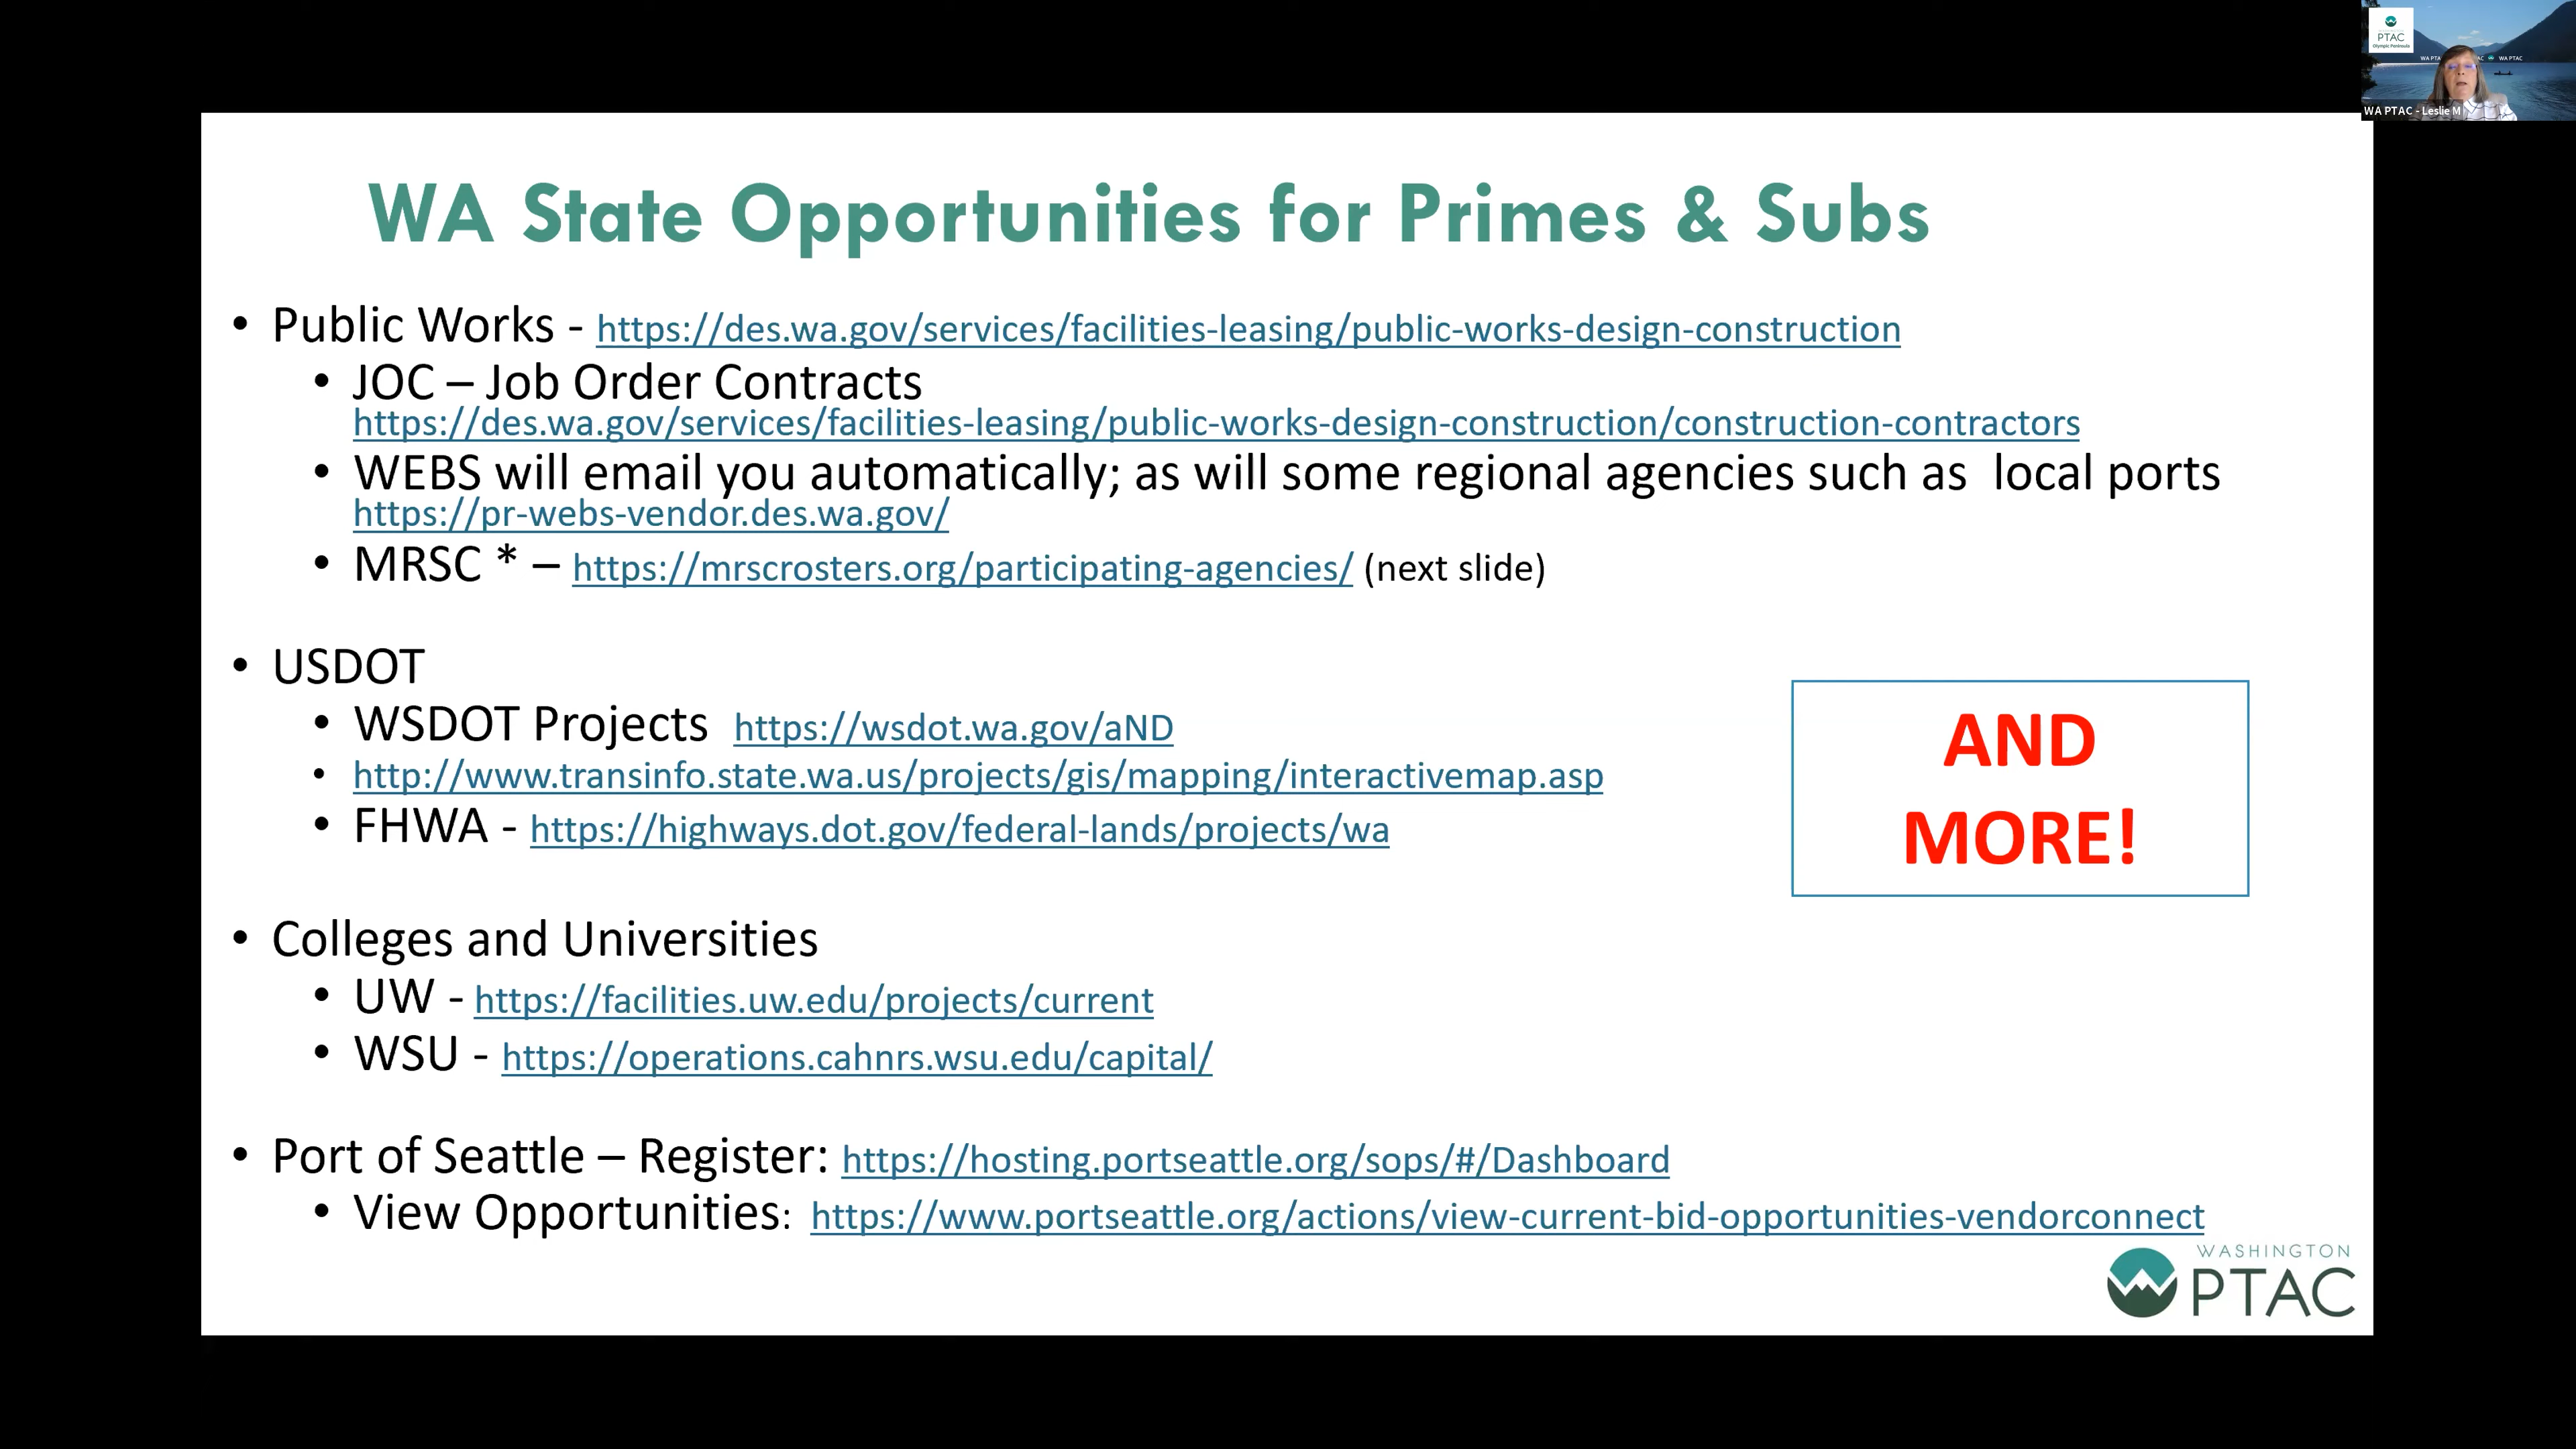 PTAC
Olympic Peninsula
WA PTAC - Leslie M
WA State Opportunities for Primes & Subs
• Public Works - https://des.wa.gov/services/facilities-leasing/public-works-design-construction
• JOC – Job Order Contracts
https://des.wa.gov/services/facilities-leasing/public-works-design-construction/construction-contractors
• WEBS will email you automatically; as will some regional agencies such as  local ports
https://pr-webs-vendor.des.wa.gov/
• MRSC * – https://mrscrosters.org/participating-agencies/ (next slide)
• USDOT
• WSDOT Projects  https://wsdot.wa.gov/aND
• http://www.transinfo.state.wa.us/projects/gis/mapping/interactivemap.asp
• FHWA - https://highways.dot.gov/federal-lands/projects/wa
AND
MORE!
• Colleges and Universities
• UW - https://facilities.uw.edu/projects/current
• WSU - https://operations.cahnrs.wsu.edu/capital/
• Port of Seattle – Register: https://hosting.portseattle.org/sops/#/Dashboard
• View Opportunities:  https://www.portseattle.org/actions/view-current-bid-opportunities-vendorconnect
WASHINGTON
PTAC